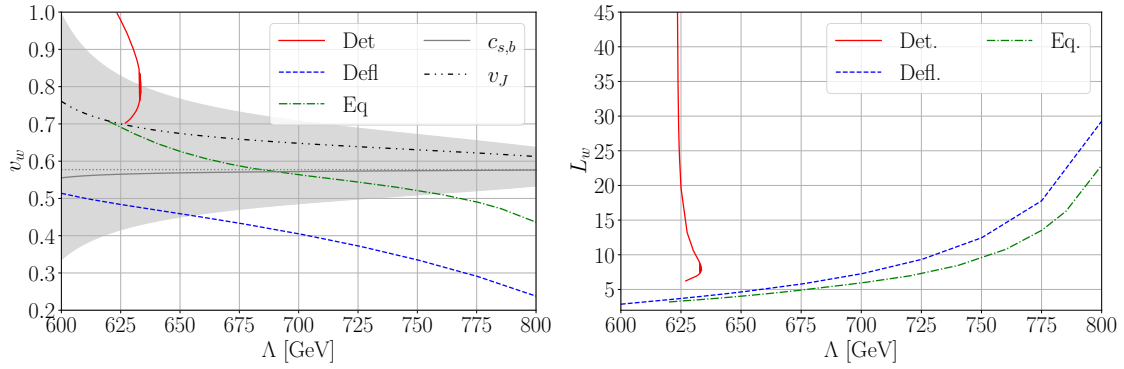 1.0
0.9
0.8
0.7
0.6
0.5
0.4
0.3
0.2
v_w
600 625 650 675 700 725 750 775 800
Λ [GeV]
Det
Defl
Eq
c_{s,b}
v_J
45
40
35
30
25
20
15
10
5
L_w
600 625 650 675 700 725 750 775 800
Λ [GeV]
Det.
Defl.
Eq.